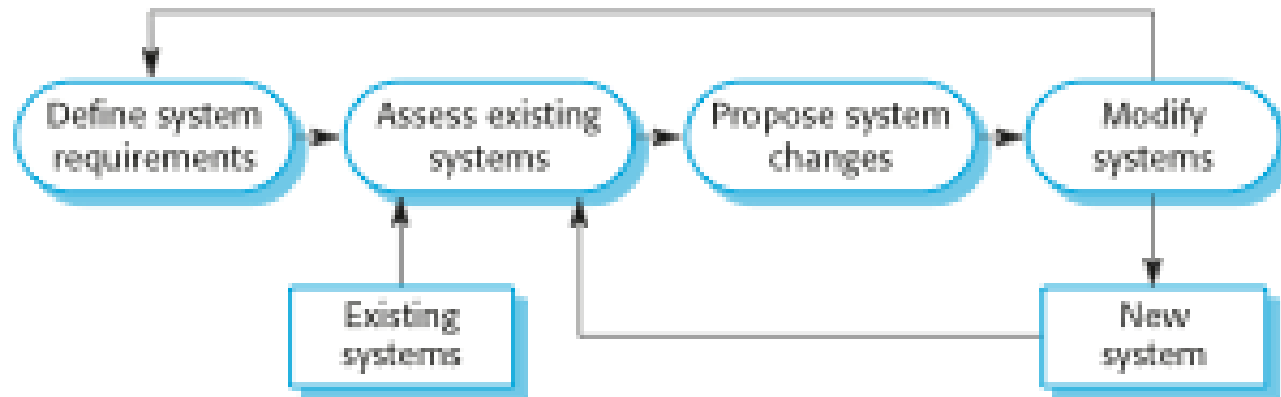 Define system
requirements
Assess existing
systems
Propose system
changes
Modify
systems
Existing
systems
New
system